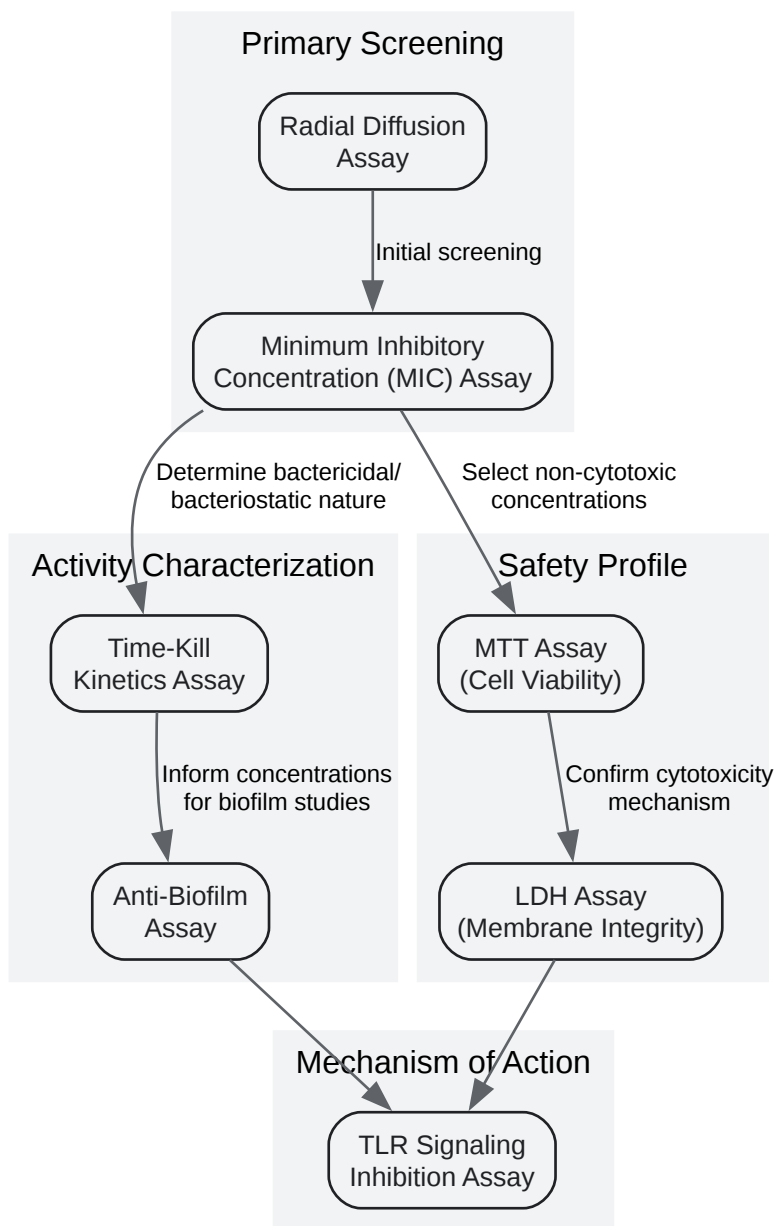 Primary Screening
Radial Diffusion
Assay
Initial screening
Minimum Inhibitory
Concentration (MIC) Assay
Determine bactericidal/
bacteriostatic nature
Select non-cytotoxic
concentrations
Activity Characterization
Safety Profile
Time-Kill
Kinetics Assay
MTT Assay
(Cell Viability)
Inform concentrations
for biofilm studies
Confirm cytotoxicity
mechanism
Anti-Biofilm
Assay
LDH Assay
(Membrane Integrity)
Mechanism of Action
TLR Signaling
Inhibition Assay